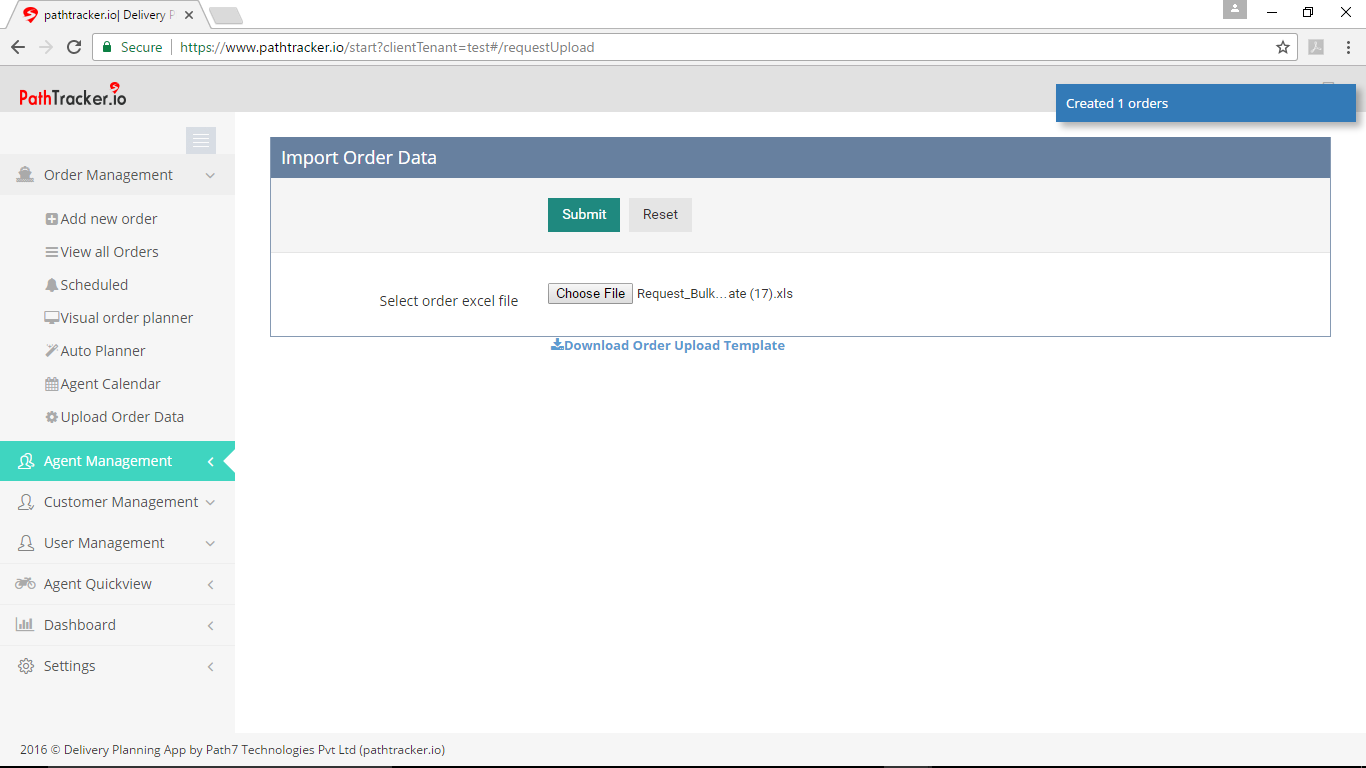 pathtracker.io| Delivery P
Secure https://www.pathtracker.io/start?clientTenant=test#/requestUpload
PathTracker.io
Created 1 orders
Import Order Data
Submit Reset
Select order excel file
Choose File Request_Bulk...ate (17).xls
Download Order Upload Template
Order Management
Add new order
View all Orders
Scheduled
Visual order planner
Auto Planner
Agent Calendar
Upload Order Data
Agent Management
Customer Management
User Management
Agent Quickview
Dashboard
Settings
2016 © Delivery Planning App by Path7 Technologies Pvt Ltd (pathtracker.io)